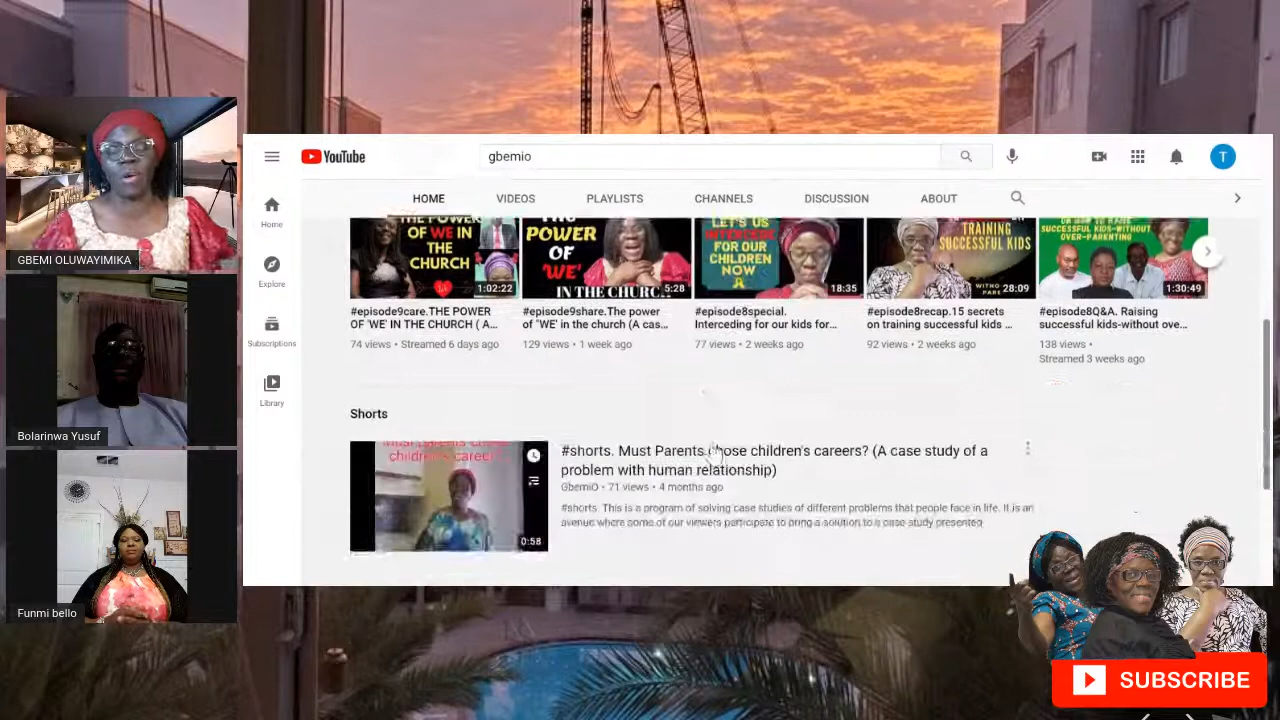 YouTube
gbemio
T
Home
Explore
Subscriptions
Library
HOME
VIDEOS
PLAYLISTS
CHANNELS
DISCUSSION
ABOUT
THE POWER
OF WE IN
THE
CHURCH
1:02:22
THE
POWER
OF 'WE'
IN THE CHURCH
5:28
LET'S US
INTERCEDE
FOR OUR
CHILDREN
NOW
18:35
TRAINING
SUCCESSFUL KIDS
28:09
SUCCESSFUL KIDS-WITHOUT
OVER-PARENTING
1:30:49
#episode9care.THE POWER
OF 'WE' IN THE CHURCH ( A...
74 views • Streamed 6 days ago
#episode9share.The power
of "WE' in the church (A cas...
129 views • 1 week ago
#episode8special.
Interceding for our kids for...
77 views • 2 weeks ago
#episode8recap.15 secrets
on training successful kids ...
92 views • 2 weeks ago
#episode8Q&A. Raising
successful kids-without ove...
138 views •
Streamed 3 weeks ago
Shorts
children's career?
0:58
#shorts. Must Parents chose children's careers? (A case study of a
problem with human relationship)
GbemiO • 71 views • 4 months ago
#shorts. This is a program of solving case studies of different problems that people face in life. It is an
avenue where some of our viewers participate to bring a solution to a case study presented
GBEMI OLUWAYIMIKA
Bolarinwa Yusuf
Funmi bello
SUBSCRIBE